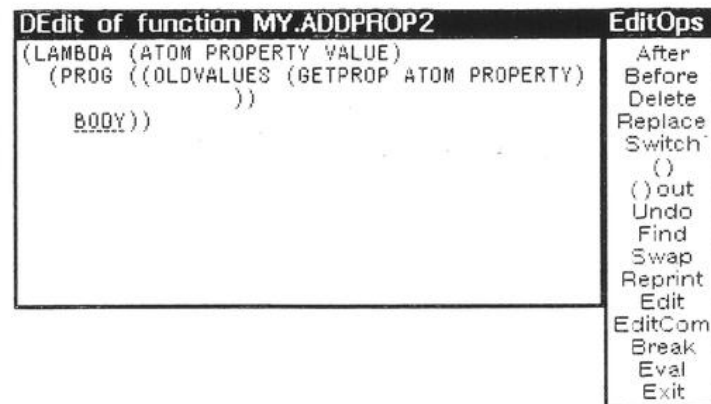 DEdit of function MY.ADDPROP2
(LAMBDA (ATOM PROPERTY VALUE)
(PROG ((OLDVALUES (GETPROP ATOM PROPERTY)
))
BODY))
EditOps
After
Before
Delete
Replace
Switch
()
() out
Undo
Find
Swap
Reprint
Edit
EditCom
Break
Eval
Exit